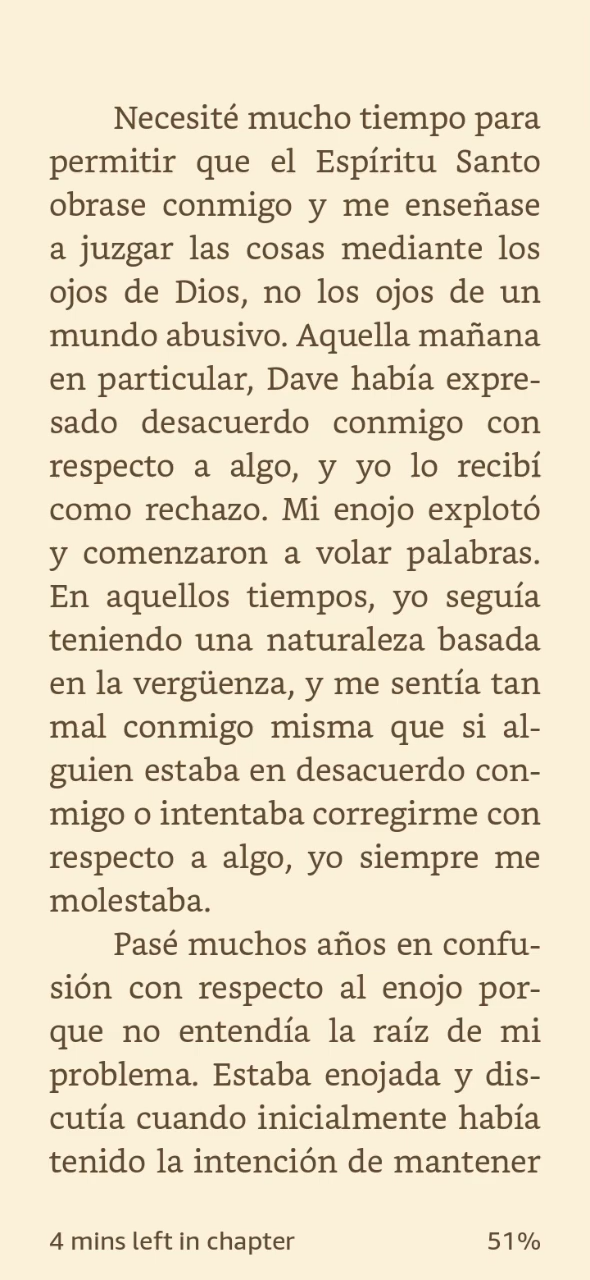 Necesité mucho tiempo para
permitir que el Espíritu Santo
obrase conmigo y me enseñase
a juzgar las cosas mediante los
ojos de Dios, no los ojos de un
mundo abusivo. Aquella mañana
en particular, Dave había expre-
sado desacuerdo conmigo con
respecto a algo, y yo lo recibí
como rechazo. Mi enojo explotó
y comenzaron a volar palabras.
En aquellos tiempos, yo seguía
teniendo una naturaleza basada
en la vergüenza, y me sentía tan
mal conmigo misma que si al-
guien estaba en desacuerdo con-
migo o intentaba corregirme con
respecto a algo, yo siempre me
molestaba.
Pasé muchos años en confu-
sión con respecto al enojo por-
que no entendía la raíz de mi
problema. Estaba enojada y dis-
cutía cuando inicialmente había
tenido la intención de mantener
4 mins left in chapter 51%